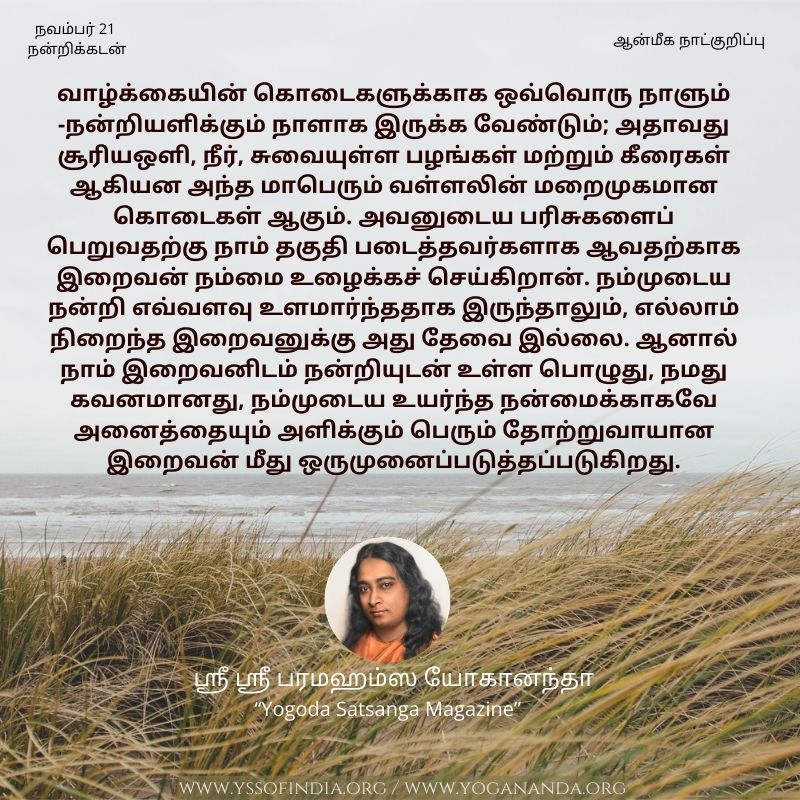 நவம்பர் 21
நன்றிக்கடன்
ஆன்மீக நாட்குறிப்பு
வாழ்க்கையின் கொடைகளுக்காக ஒவ்வொரு நாளும்
-நன்றியளிக்கும் நாளாக இருக்க வேண்டும்; அதாவது
சூரியஒளி, நீர், சுவையுள்ள பழங்கள் மற்றும் கீரைகள்
ஆகியன அந்த மாபெரும் வள்ளலின் மறைமுகமான
கொடைகள் ஆகும். அவனுடைய பரிசுகளைப்
பெறுவதற்கு நாம் தகுதி படைத்தவர்களாக ஆவதற்காக
இறைவன் நம்மை உழைக்கச் செய்கிறான். நம்முடைய
நன்றி எவ்வளவு உளமார்ந்ததாக இருந்தாலும், எல்லாம்
நிறைந்த இறைவனுக்கு அது தேவை இல்லை. ஆனால்
நாம் இறைவனிடம் நன்றியுடன் உள்ள பொழுது, நமது
கவனமானது, நம்முடைய உயர்ந்த நன்மைக்காகவே
அனைத்தையும் அளிக்கும் பெரும் தோற்றுவாயான
இறைவன் மீது ஒருமுனைப்படுத்தப்படுகிறது.
ஸ்ரீ ஸ்ரீ பரமஹம்ஸ யோகானந்தா
“Yogoda Satsanga Magazine”
WWW.YSSOFINDIA.ORG / WWW.YOGANANDA.ORG